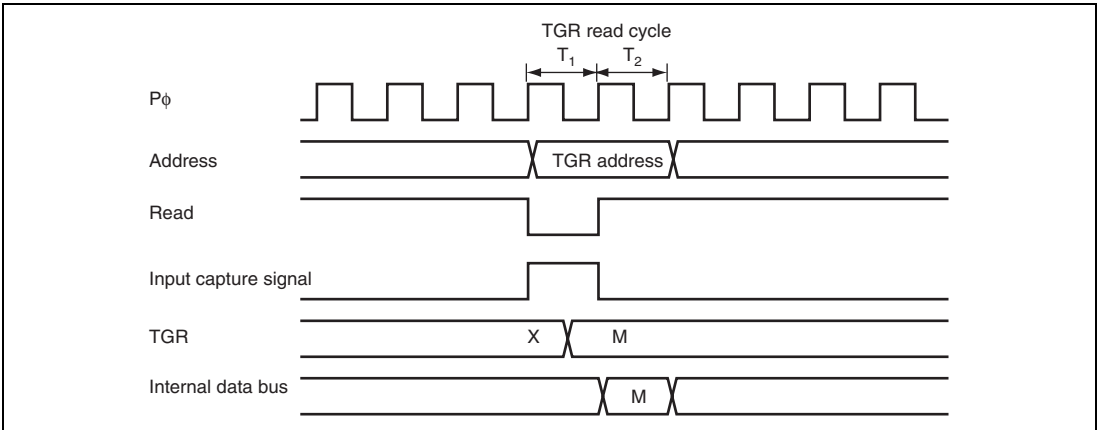 TGR read cycle
T1 T2
Pϕ
Address TGR address
Read
Input capture signal
TGR X M
Internal data bus M